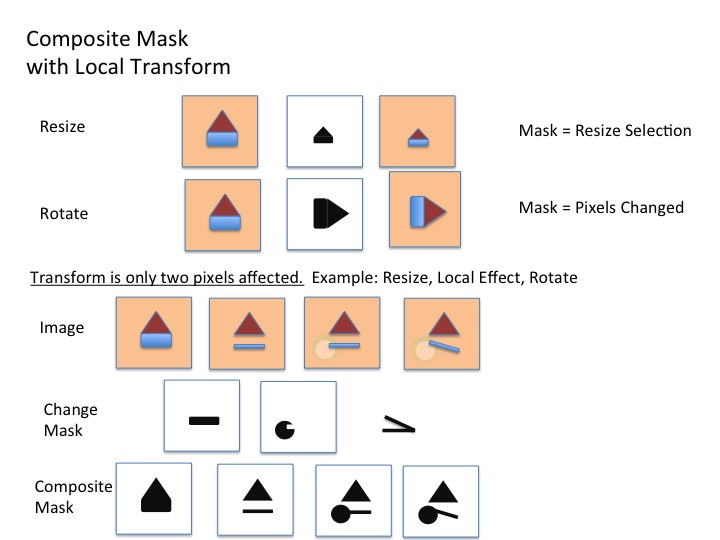 Composite Mask
with Local Transform
Resize
Mask = Resize Selection
Rotate
Mask = Pixels Changed
Transform is only two pixels affected.  Example: Resize, Local Effect, Rotate
Image
Change
Mask
Composite
Mask